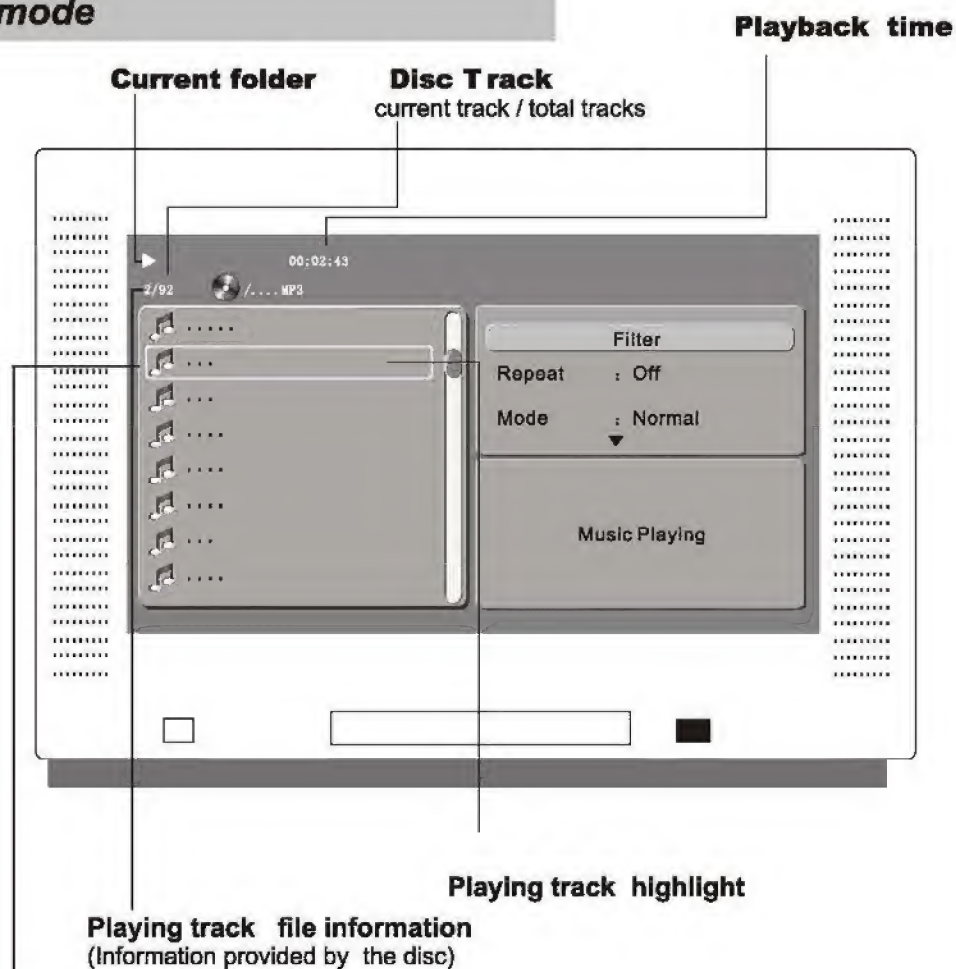 mode
Playback time
Current folder
Disc Track
current track / total tracks
00:02:43
2/92 /....MP3
.....
...
...
....
....
....
...
....
Filter
Repeat : Off
Mode : Normal
Music Playing
Playing track highlight
Playing track file information
(Information provided by the disc)